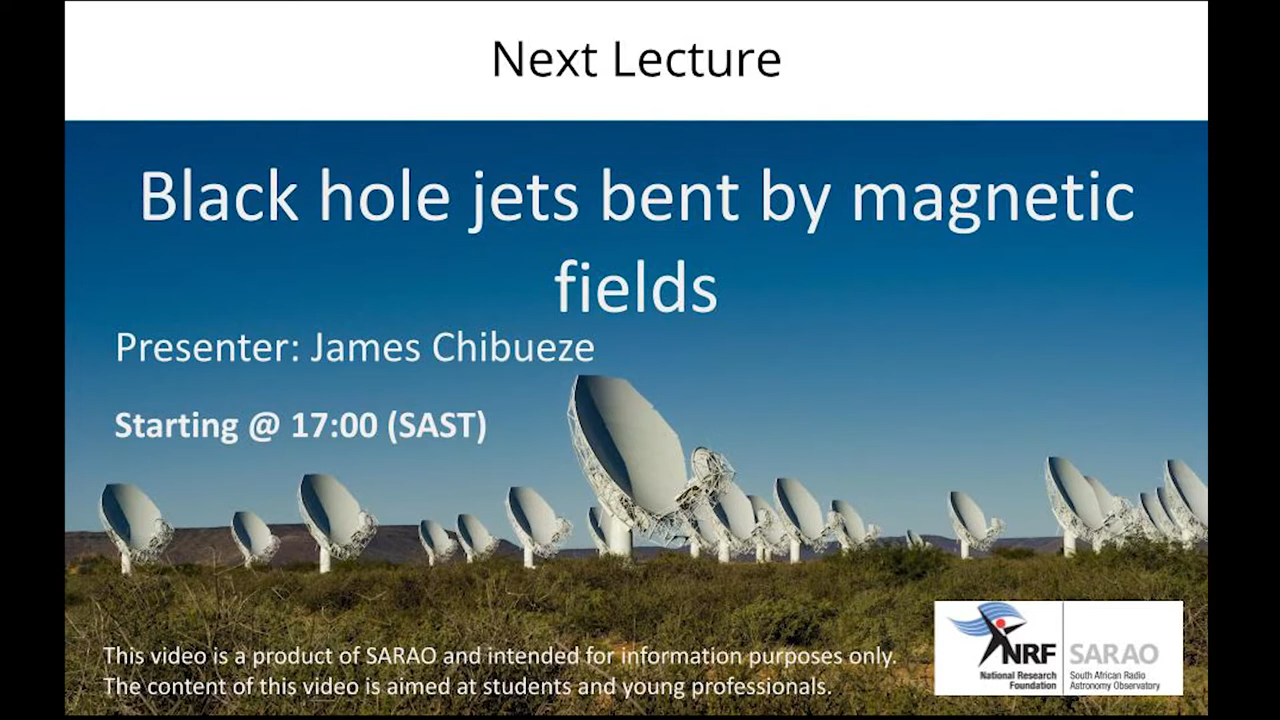 Next Lecture
Black hole jets bent by magnetic
fields
Presenter: James Chibueze
Starting @ 17:00 (SAST)
This video is a product of SARAO and intended for information purposes only.
The content of this video is aimed at students and young professionals.
NRF
National Research
Foundation
SARAO
South African Radio
Astronomy Observatory